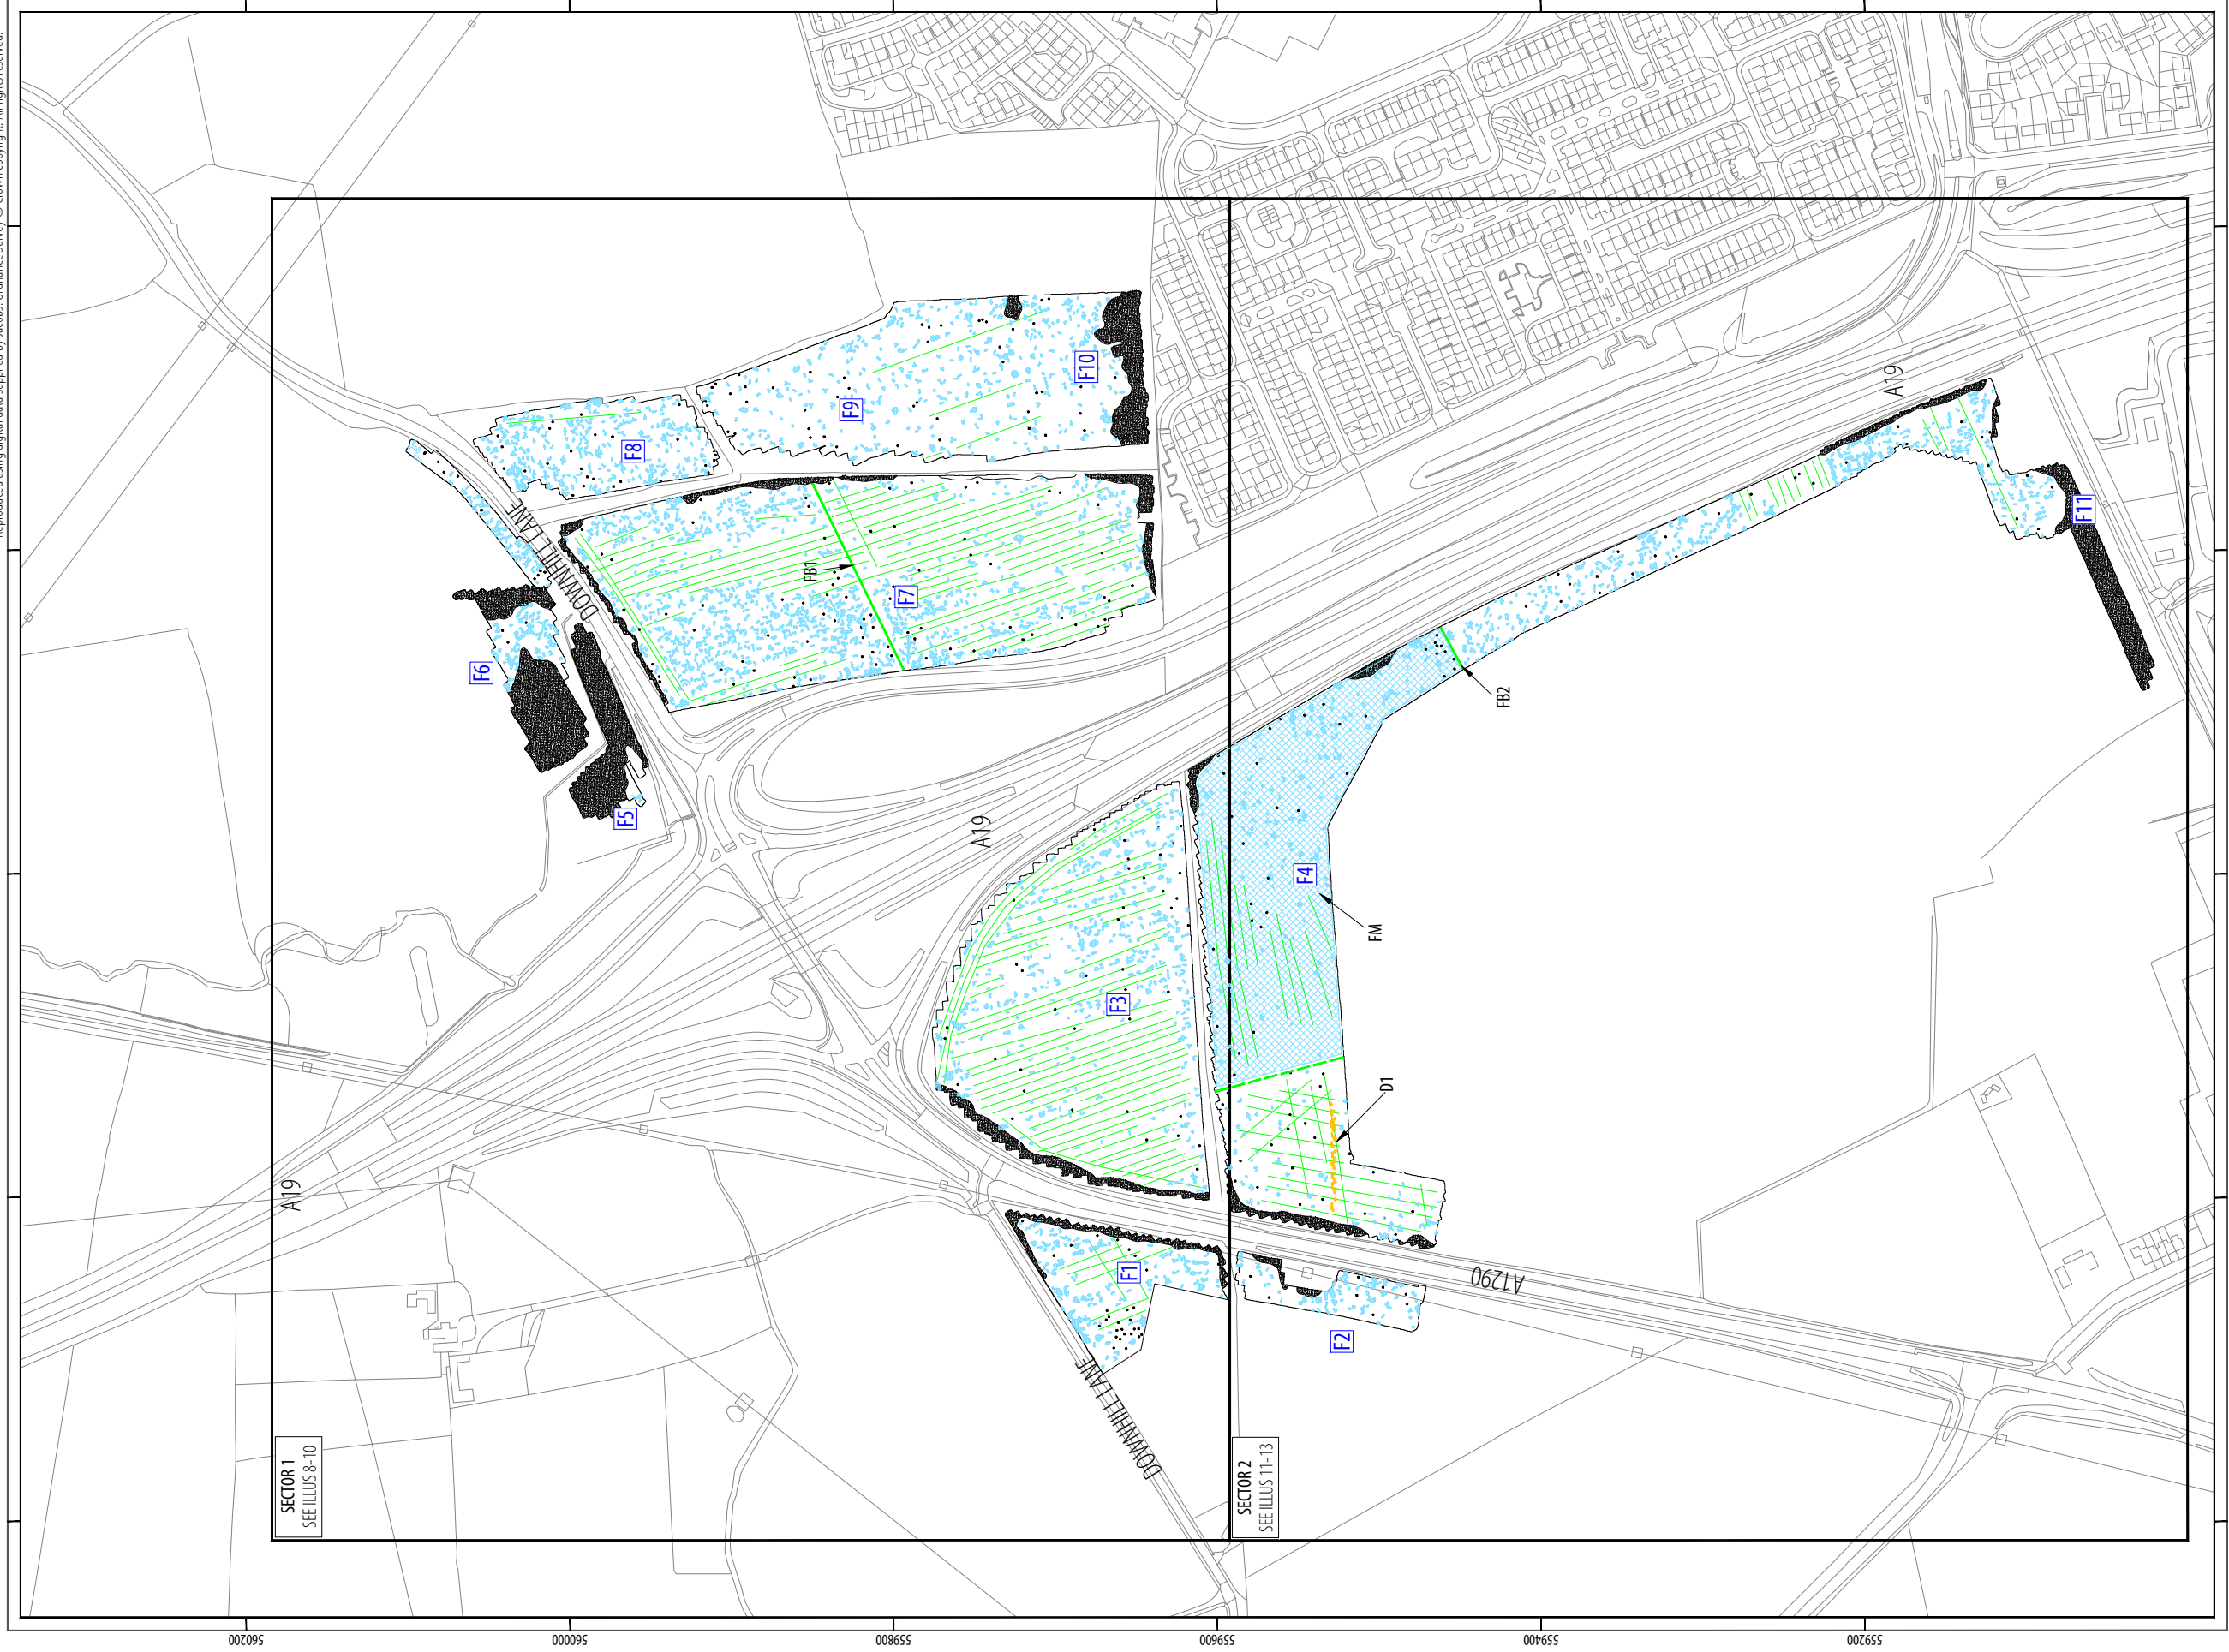 SECTOR 1
SEE ILLUS 8-10
A19
DOWNHILL LANE
F1
F3
A19
F5
F6
DOWNHILL LANE
FB1
F7
F8
F9
F10
SECTOR 2
SEE ILLUS 11-13
F2
A1290
D1
FM
F4
FB2
A19
F11
560200
560000
559800
559600
559400
559200